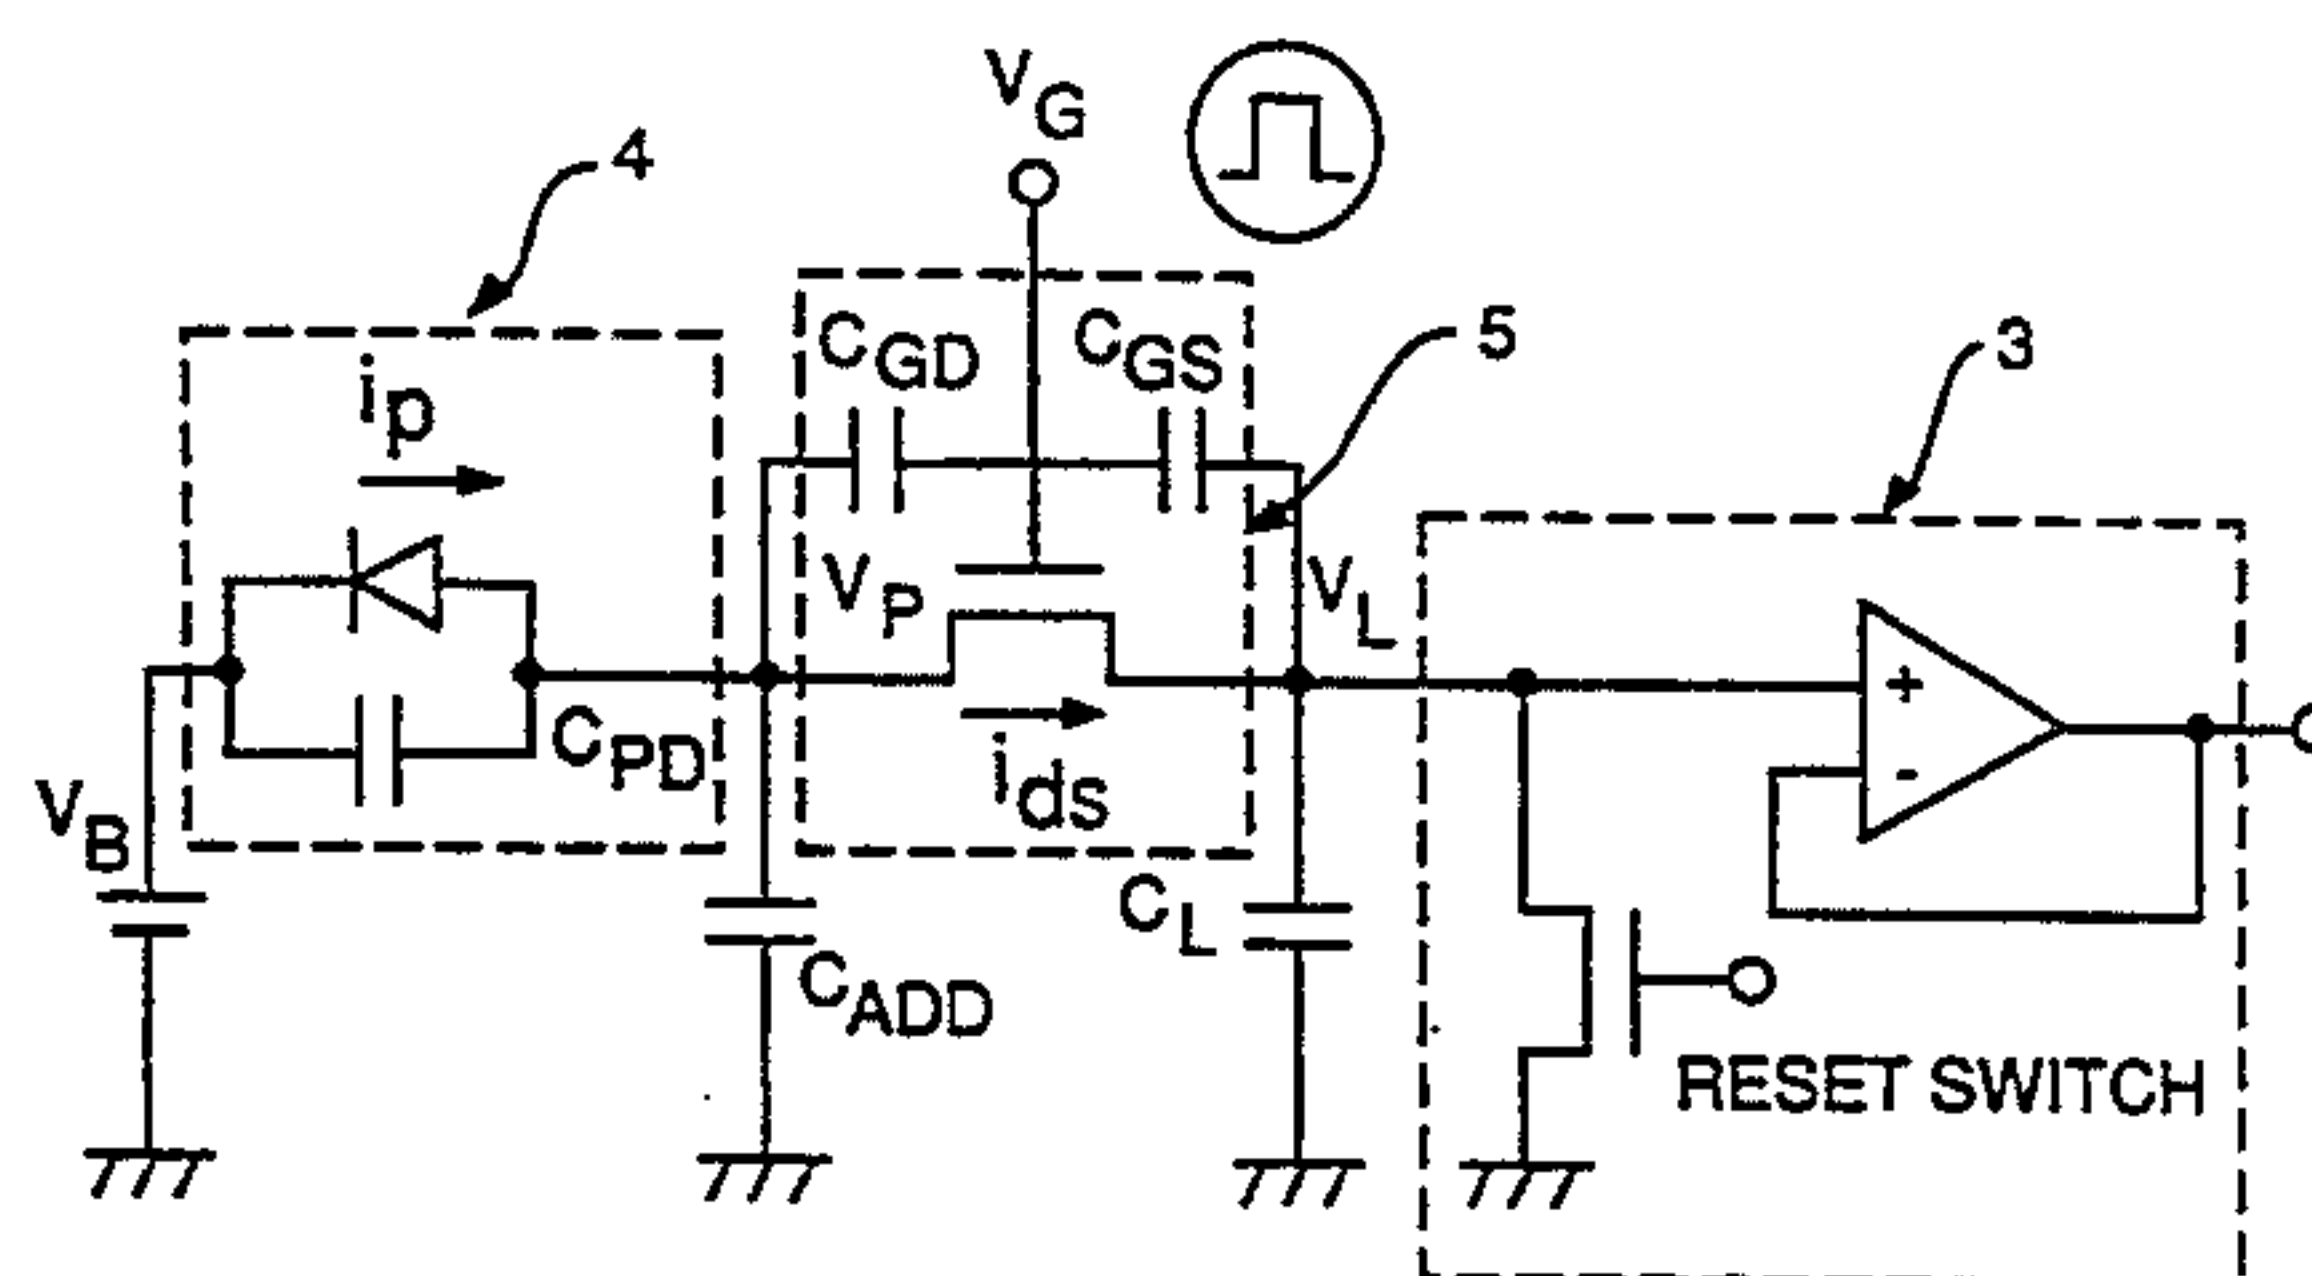 V_G
4
5
3
C_GD
C_GS
i_p
V_P
V_L
C_PD
i_ds
V_B
C_L
C_ADD
+
-
RESET SWITCH